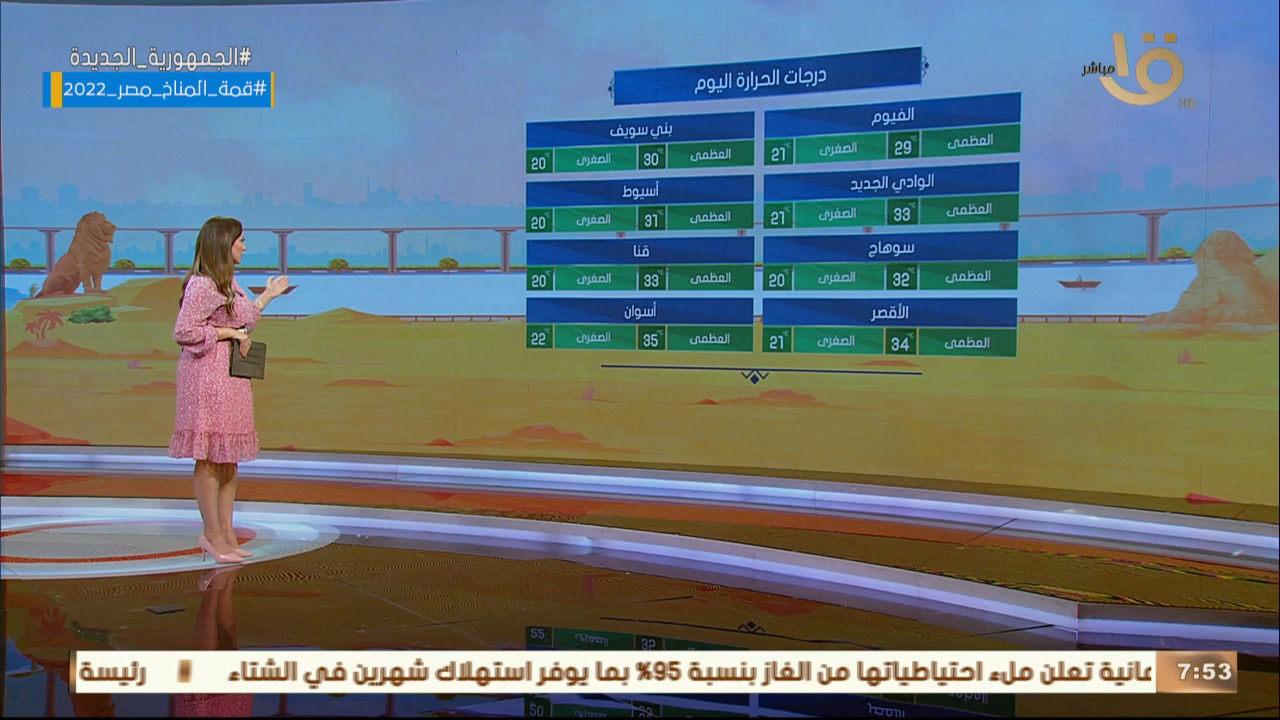 #الجمهورية_الجديدة
#قمة_المناخ_مصر_2022
مباشر
HD
درجات الحرارة اليوم
الفيوم
العظمى 29°c الصغرى 21°c
بني سويف
العظمى 30°c الصغرى 20°c
الوادي الجديد
العظمى 33°c الصغرى 21°c
أسيوط
العظمى 31°c الصغرى 20°c
سوهاج
العظمى 32°c الصغرى 20°c
قنا
العظمى 33°c الصغرى 20°c
الأقصر
العظمى 34°c الصغرى 21°c
أسوان
العظمى 35°c الصغرى 22°c
7:53
تعلن ملء احتياطياتها من الغاز بنسبة 95% بما يوفر استهلاك شهرين في الشتاء
رئيسة